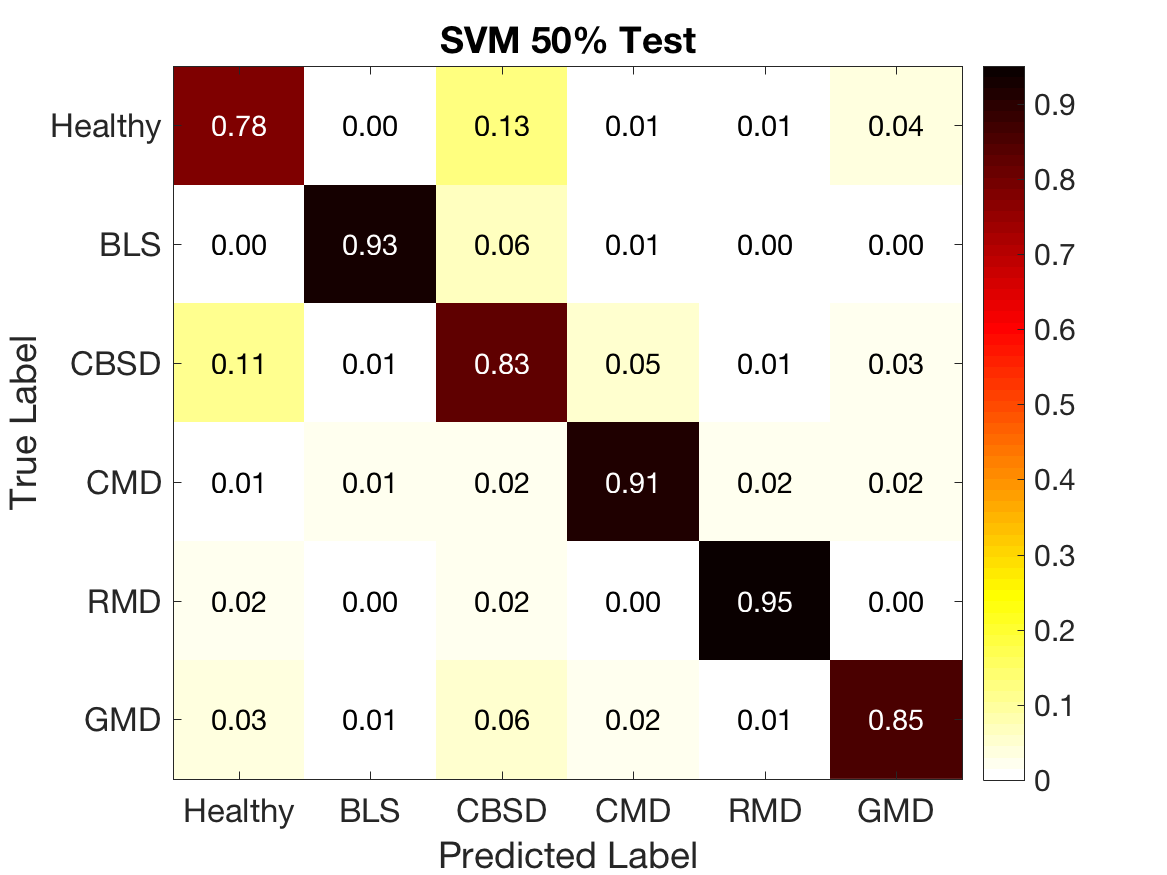 SVM 50% Test
Healthy 0.78 0.00 0.13 0.01 0.01 0.04
BLS 0.00 0.93 0.06 0.01 0.00 0.00
CBSD 0.11 0.01 0.83 0.05 0.01 0.03
CMD 0.01 0.01 0.02 0.91 0.02 0.02
RMD 0.02 0.00 0.02 0.00 0.95 0.00
GMD 0.03 0.01 0.06 0.02 0.01 0.85
Healthy BLS CBSD CMD RMD GMD
Predicted Label
True Label
0.9
0.8
0.7
0.6
0.5
0.4
0.3
0.2
0.1
0